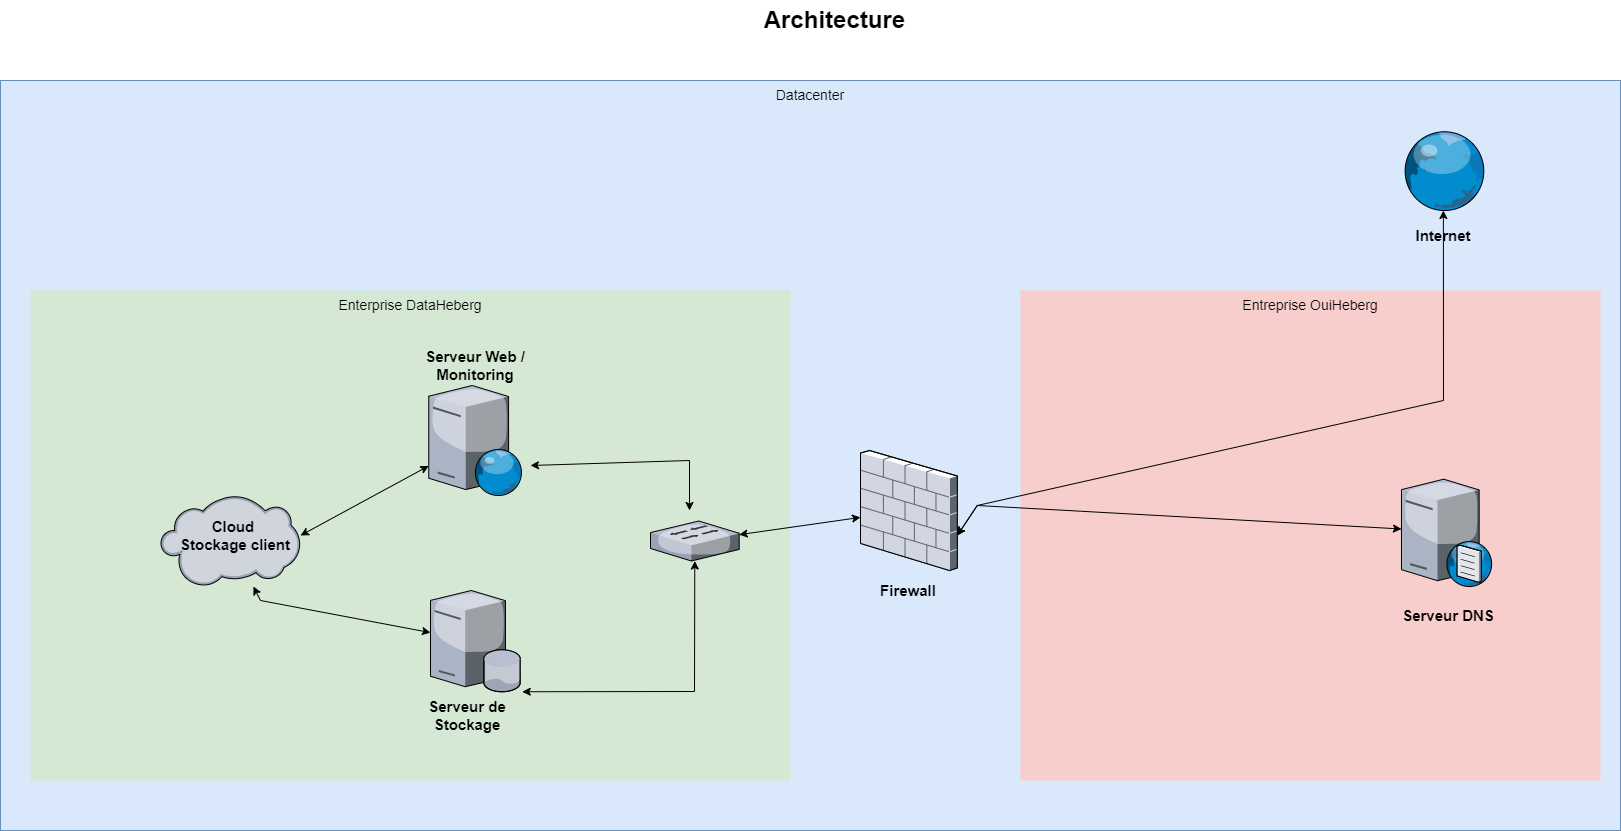 Architecture
Datacenter
Internet
Enterprise DataHeberg
Entreprise OuiHeberg
Serveur Web /
Monitoring
Cloud
Stockage client
Firewall
Serveur DNS
Serveur de
Stockage